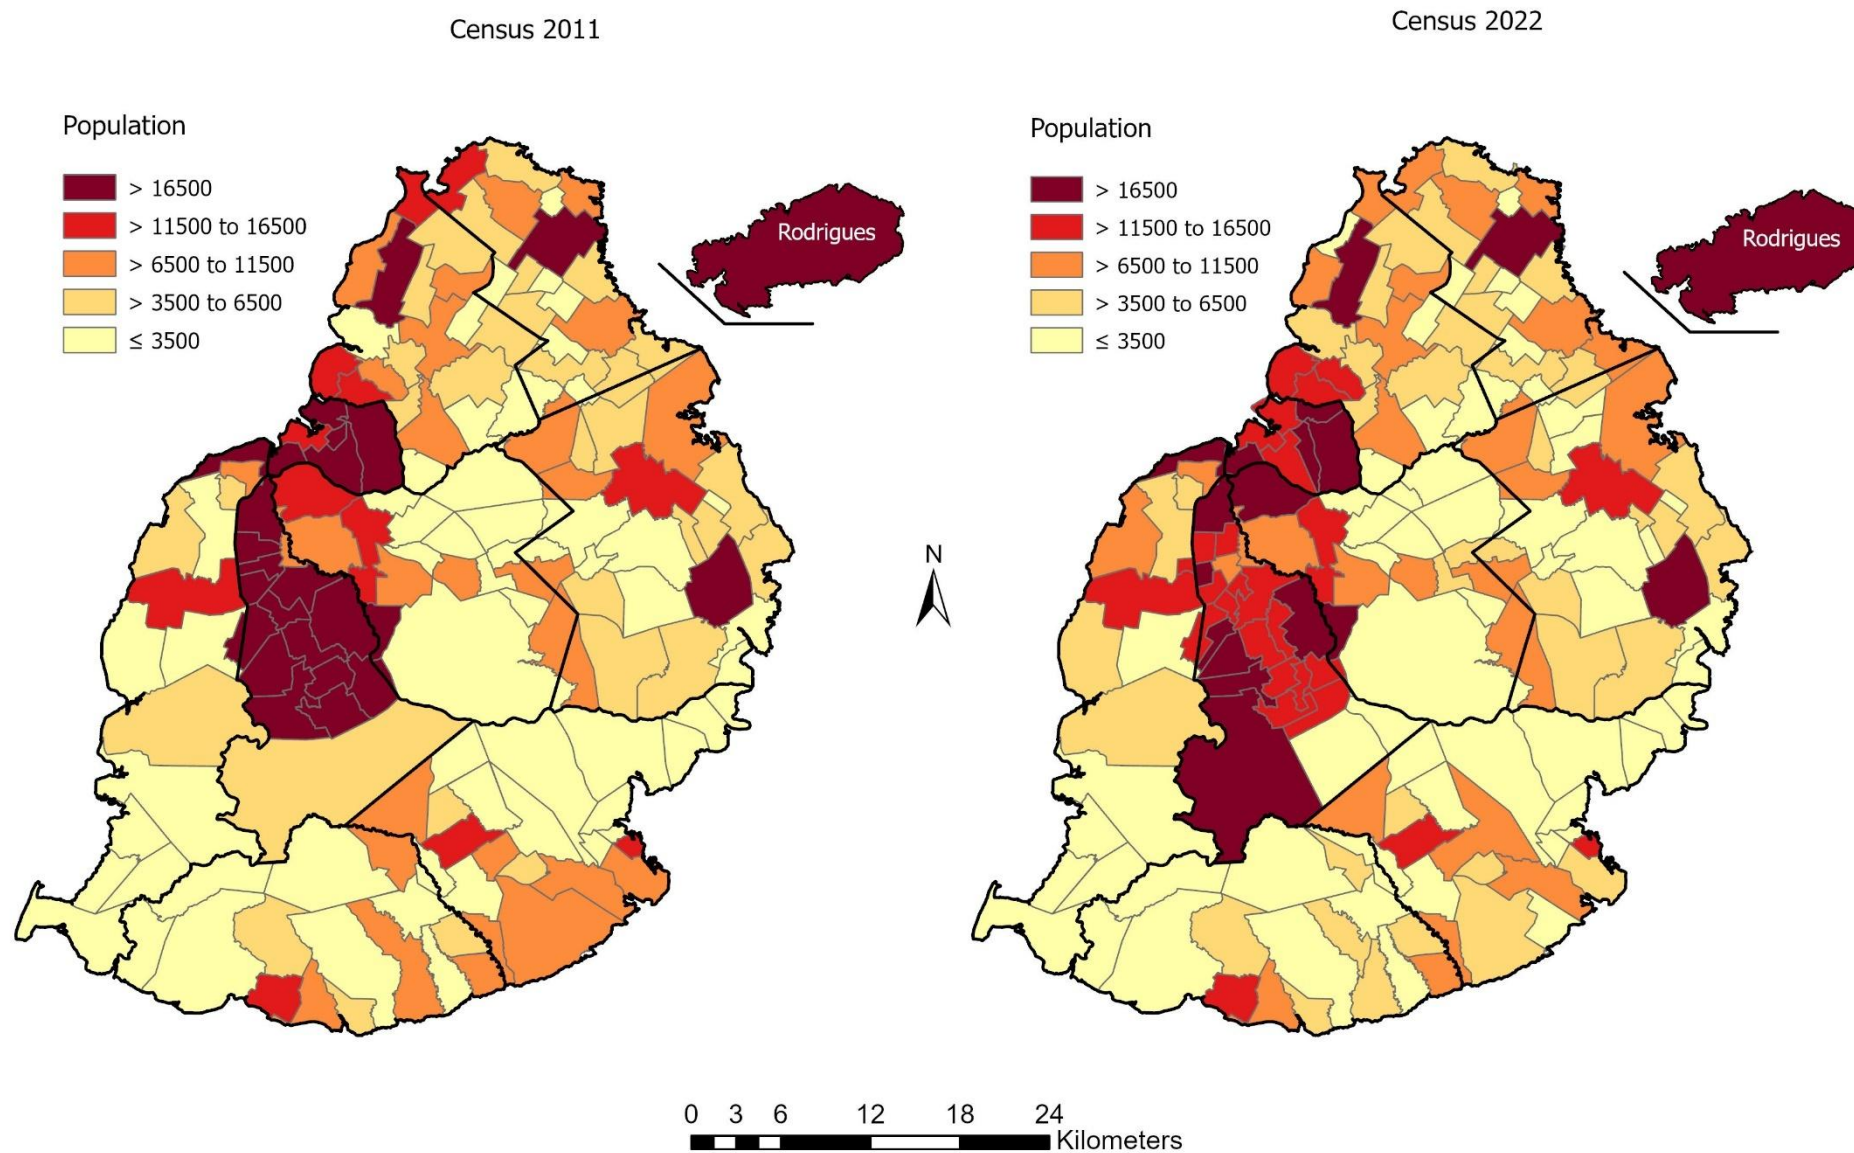 Census 2011
Census 2022
Population
> 16500
> 11500 to 16500
> 6500 to 11500
> 3500 to 6500
≤ 3500
Rodrigues
Population
> 16500
> 11500 to 16500
> 6500 to 11500
> 3500 to 6500
≤ 3500
Rodrigues
N
0 3 6 12 18 24
Kilometers